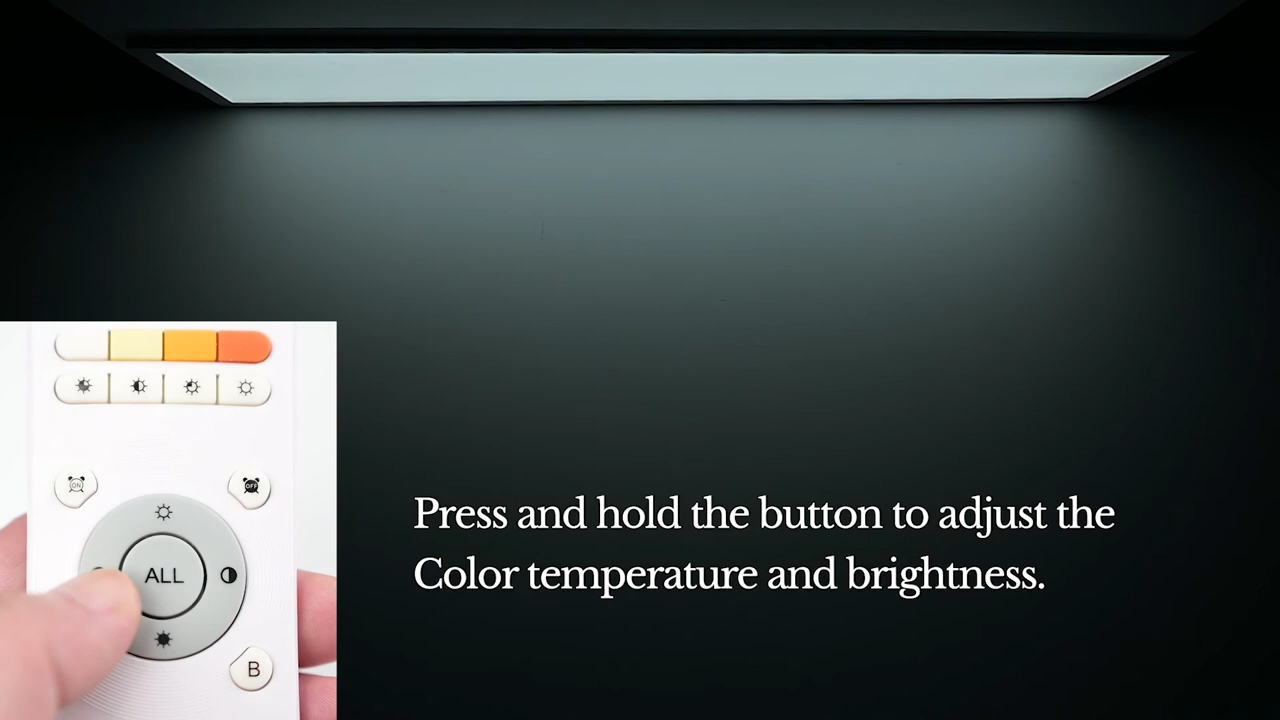 ON
OFF
ALL
B
Press and hold the button to adjust the
Color temperature and brightness.